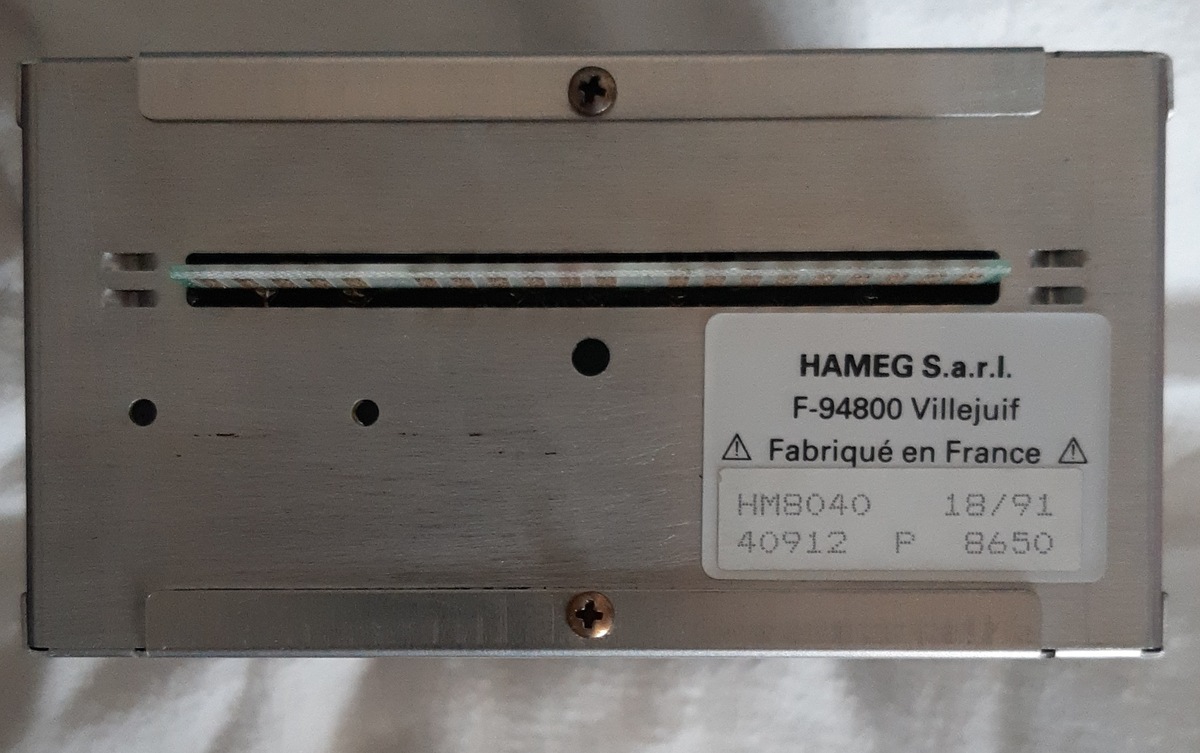 HAMEG S.a.r.l.
F-94800 Villejuif
Fabriqué en France
HM8040 18/91
40912 P 8650